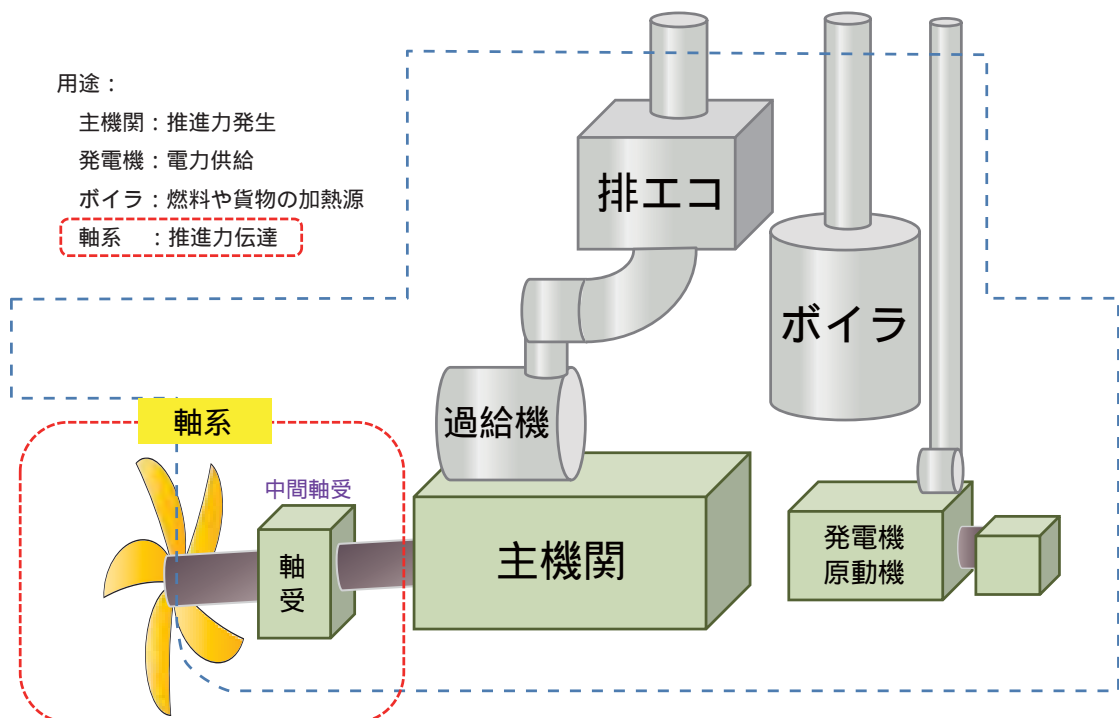 用途：
主機関：推進力発生
発電機：電力供給
ボイラ：燃料や貨物の加熱源
軸系　：推進力伝達
排エコ
ボイラ
過給機
軸系
中間軸受
軸
受
主機関
発電機
原動機